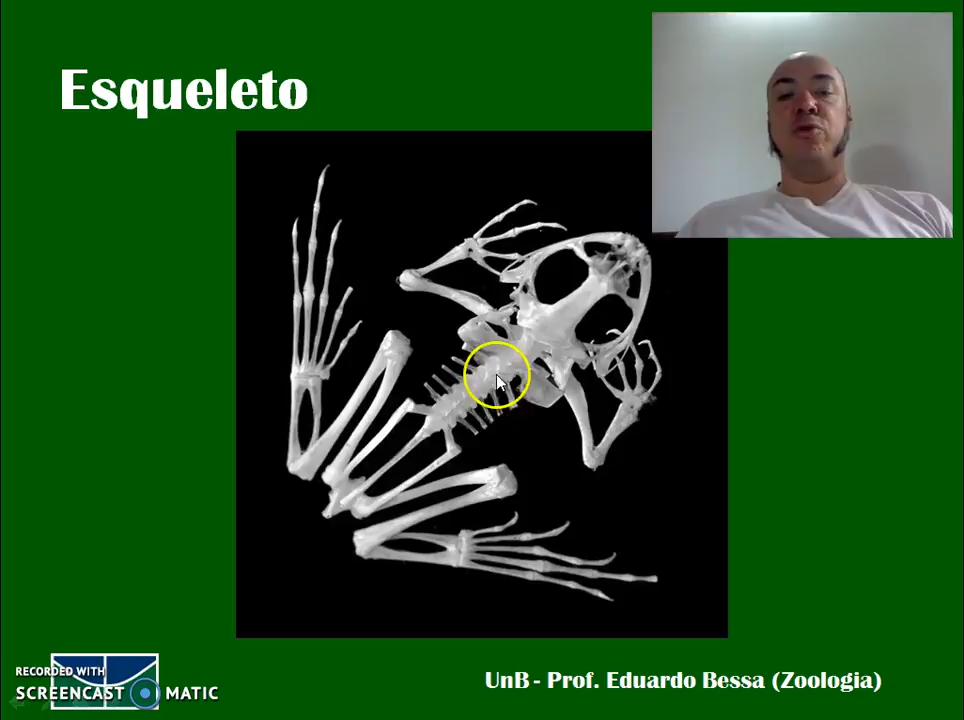 Esqueleto
RECORDED WITH
SCREENCAST MATIC
UnB - Prof. Eduardo Bessa (Zoologia)